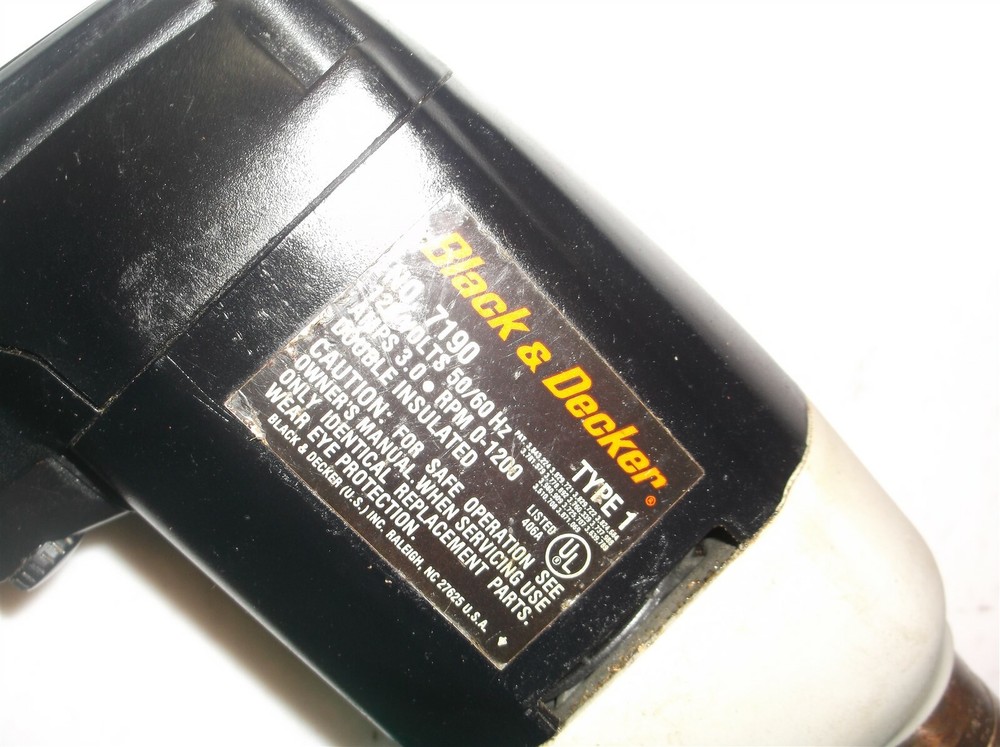 Black & Decker®
NO. 7190 TYPE 1
120 VOLTS 50/60 Hz
AMPS 3.0 • RPM 0-1200
DOUBLE INSULATED
LISTED
406A
UL
CAUTION: FOR SAFE OPERATION SEE
OWNER'S MANUAL. WHEN SERVICING USE
ONLY IDENTICAL REPLACEMENT PARTS.
WEAR EYE PROTECTION.
BLACK & DECKER (U.S.) INC. RALEIGH, NC 27625 U.S.A.